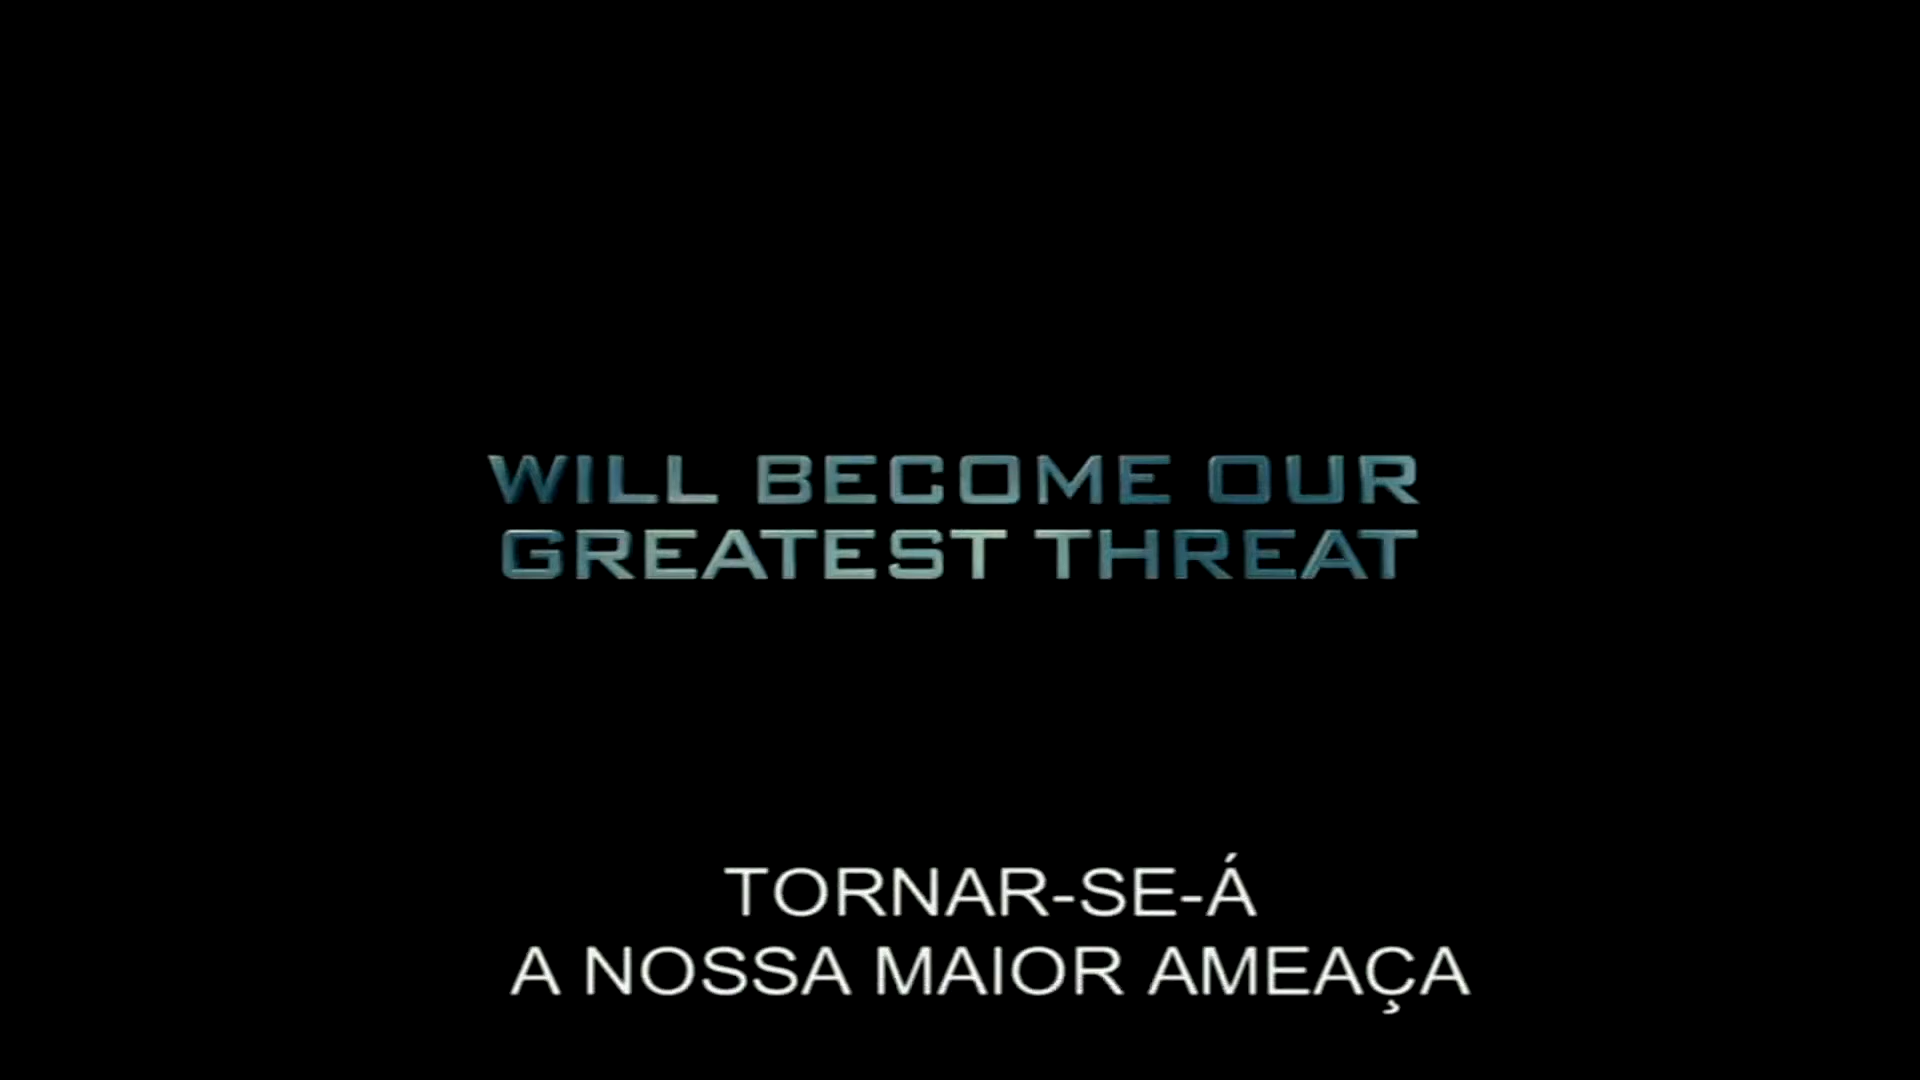 WILL BECOME OUR
GREATEST THREAT
TORNAR-SE-Á
A NOSSA MAIOR AMEAÇA